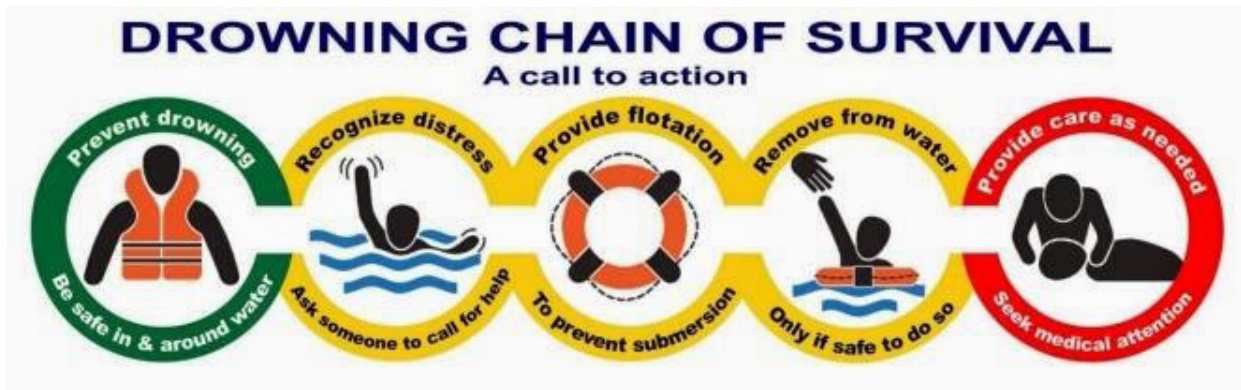 DROWNING CHAIN OF SURVIVAL
A call to action
Prevent drowning
Be safe in & around water
Recognize distress
Ask someone to call for help
Provide flotation
To prevent submersion
Remove from water
Only if safe to do so
Provide care as needed
Seek medical attention